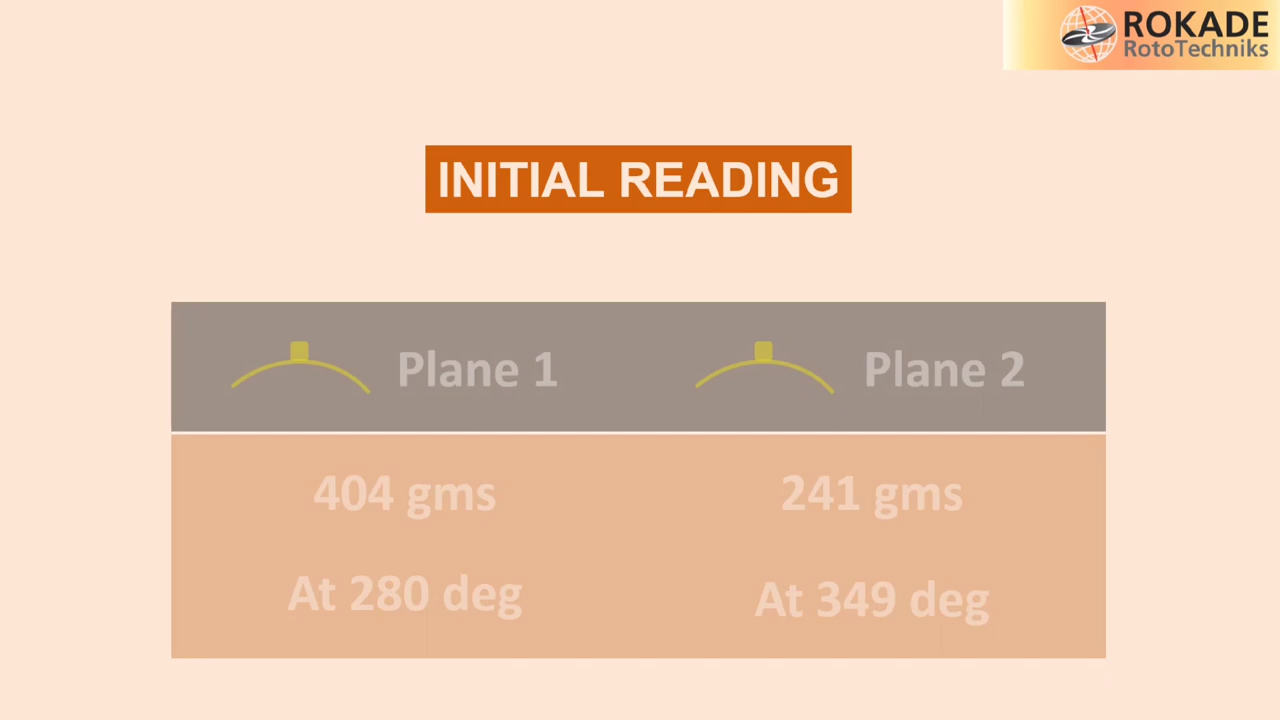 ROKADE
RotoTechniks
INITIAL READING
Plane 1 Plane 2
404 gms 241 gms
At 280 deg At 349 deg